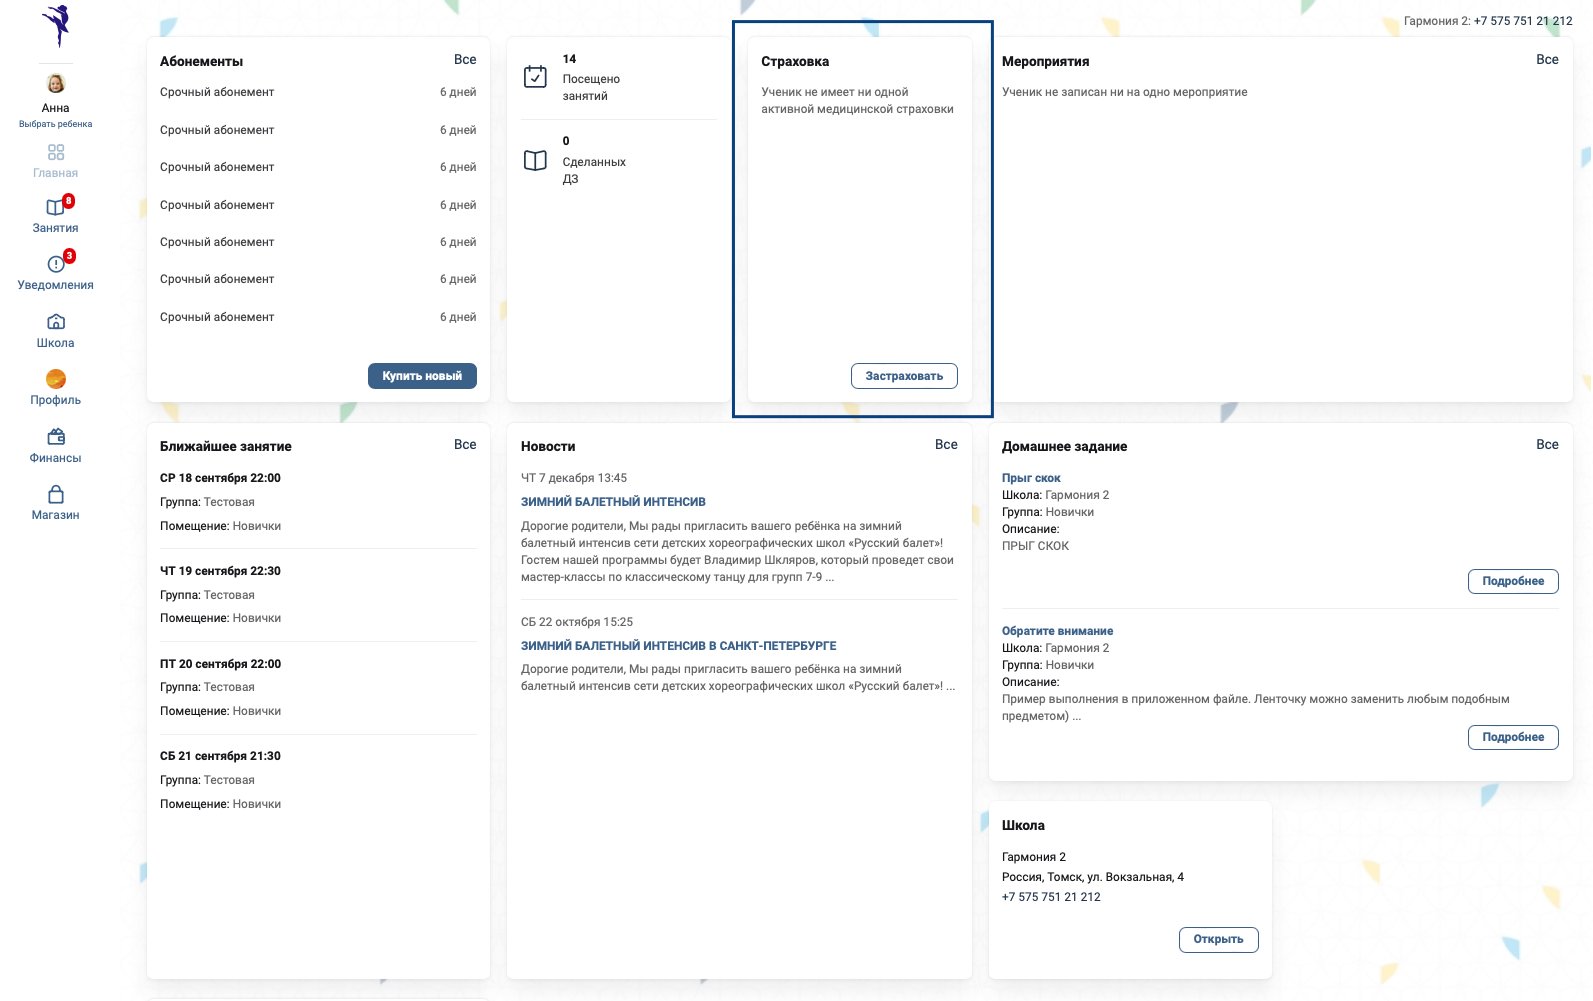 Гармония 2: +7 575 751 21 212
Анна
Выбрать ребенка
Главная
8
Занятия
3
Уведомления
Школа
Профиль
Финансы
Магазин
Абонементы
Все
Срочный абонемент 6 дней
Срочный абонемент 6 дней
Срочный абонемент 6 дней
Срочный абонемент 6 дней
Срочный абонемент 6 дней
Срочный абонемент 6 дней
Срочный абонемент 6 дней
Купить новый
14
Посещено
занятий
0
Сделанных
ДЗ
Страховка
Ученик не имеет ни одной
активной медицинской страховки
Застраховать
Мероприятия
Все
Ученик не записан ни на одно мероприятие
Ближайшее занятие
Все
СР 18 сентября 22:00
Группа: Тестовая
Помещение: Новички
ЧТ 19 сентября 22:30
Группа: Тестовая
Помещение: Новички
ПТ 20 сентября 22:00
Группа: Тестовая
Помещение: Новички
СБ 21 сентября 21:30
Группа: Тестовая
Помещение: Новички
Новости
Все
ЧТ 7 декабря 13:45
ЗИМНИЙ БАЛЕТНЫЙ ИНТЕНСИВ
Дорогие родители, Мы рады пригласить вашего ребёнка на зимний
балетный интенсив сети детских хореографических школ «Русский балет»!
Гостем нашей программы будет Владимир Шкляров, который проведет свои
мастер-классы по классическому танцу для групп 7-9 ...
СБ 22 октября 15:25
ЗИМНИЙ БАЛЕТНЫЙ ИНТЕНСИВ В САНКТ-ПЕТЕРБУРГЕ
Дорогие родители, Мы рады пригласить вашего ребёнка на зимний
балетный интенсив сети детских хореографических школ «Русский балет»! ...
Домашнее задание
Все
Прыг скок
Школа: Гармония 2
Группа: Новички
Описание:
ПРЫГ СКОК
Подробнее
Обратите внимание
Школа: Гармония 2
Группа: Новички
Описание:
Пример выполнения в приложенном файле. Ленточку можно заменить любым подобным
предметом) ...
Подробнее
Школа
Гармония 2
Россия, Томск, ул. Вокзальная, 4
+7 575 751 21 212
Открыть